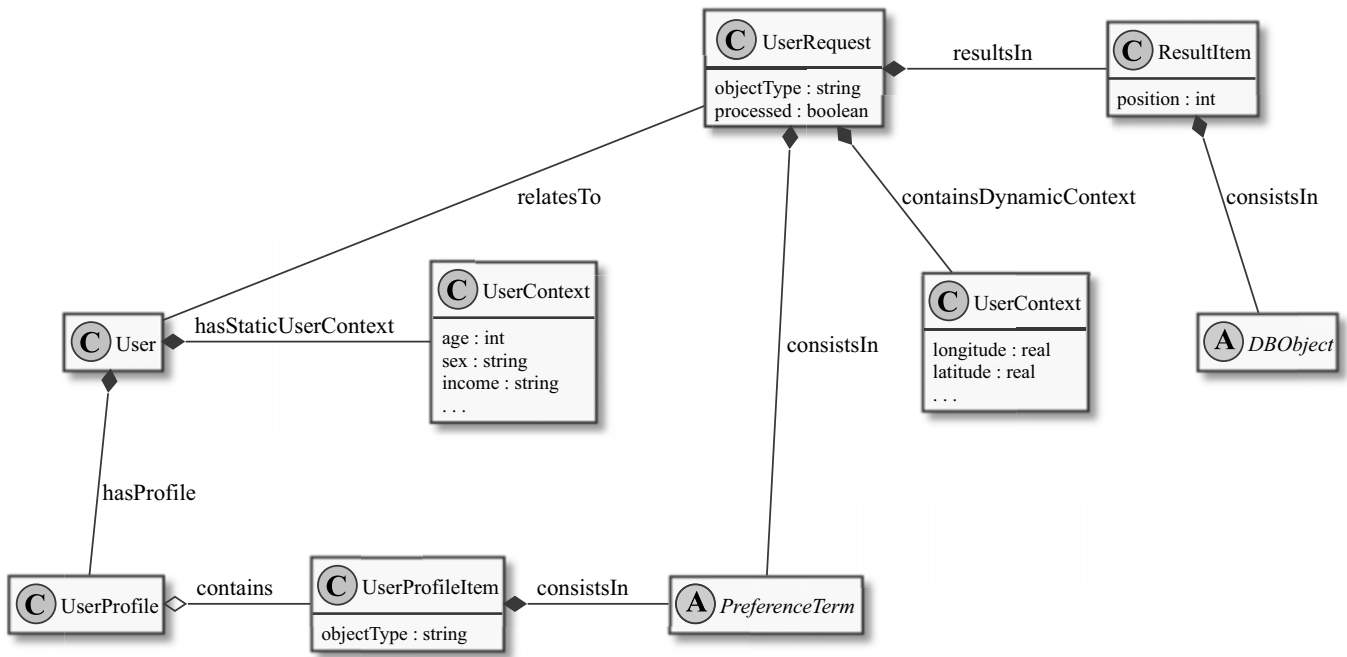 C UserRequest
objectType : string
processed : boolean
resultsIn
C ResultItem
position : int
relatesTo
containsDynamicContext
consistsIn
C User
hasStaticUserContext
C UserContext
age : int
sex : string
income : string
. . .
consistsIn
C UserContext
longitude : real
latitude : real
. . .
A DBObject
hasProfile
C UserProfile
contains
C UserProfileItem
objectType : string
consistsIn
A PreferenceTerm